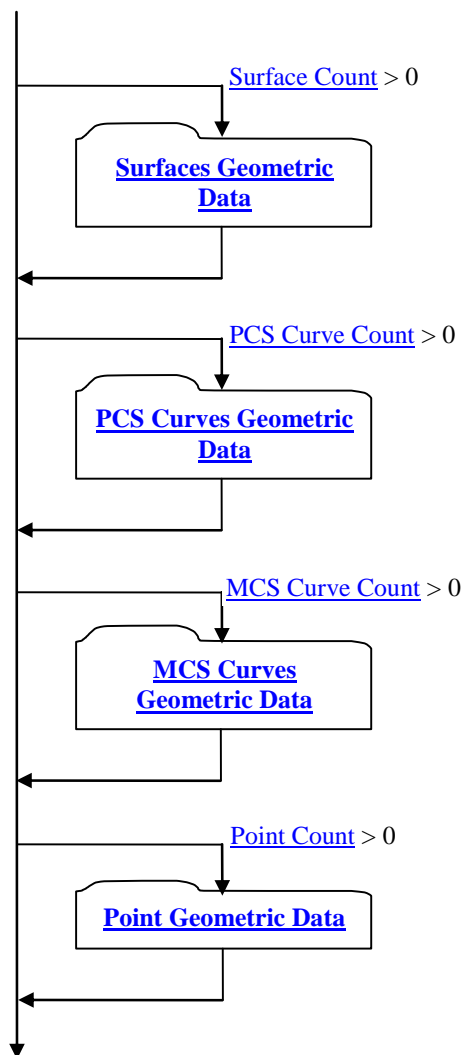 Surface Count > 0
Surfaces Geometric
Data
PCS Curve Count > 0
PCS Curves Geometric
Data
MCS Curve Count > 0
MCS Curves
Geometric Data
Point Count > 0
Point Geometric Data